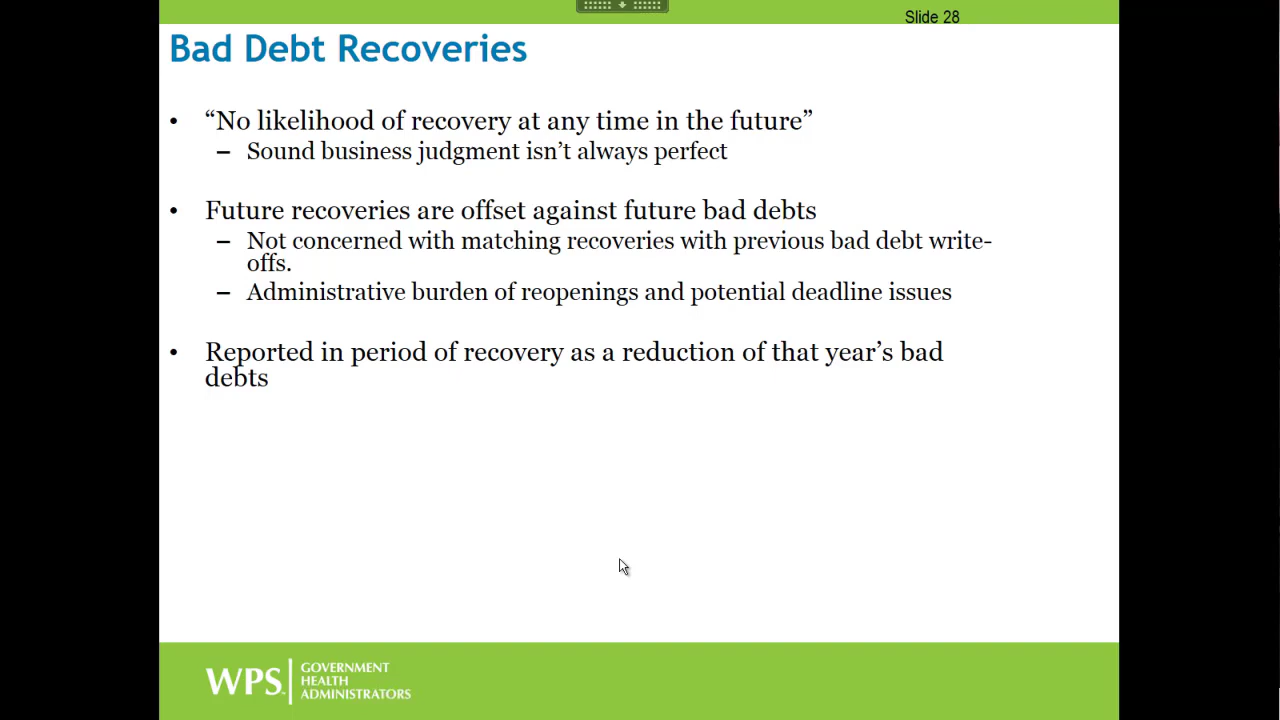 Slide 28
Bad Debt Recoveries
• “No likelihood of recovery at any time in the future”
– Sound business judgment isn’t always perfect
• Future recoveries are offset against future bad debts
– Not concerned with matching recoveries with previous bad debt write-
offs.
– Administrative burden of reopenings and potential deadline issues
• Reported in period of recovery as a reduction of that year’s bad
debts
WPS
GOVERNMENT
HEALTH
ADMINISTRATORS